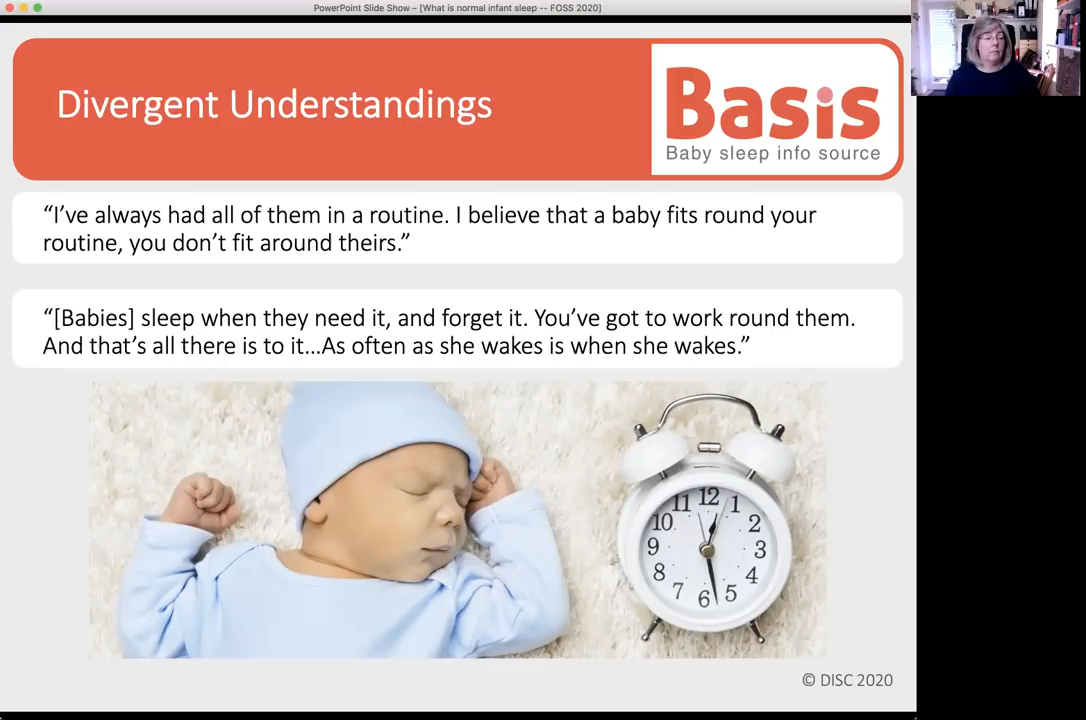 PowerPoint Slide Show – [What is normal infant sleep -- FOSS 2020]
Divergent Understandings
Basis
Baby sleep info source
“I’ve always had all of them in a routine. I believe that a baby fits round your
routine, you don’t fit around theirs.”
“[Babies] sleep when they need it, and forget it. You’ve got to work round them.
And that’s all there is to it…As often as she wakes is when she wakes.”
12
1
2
3
4
5
6
7
8
9
10
11
© DISC 2020